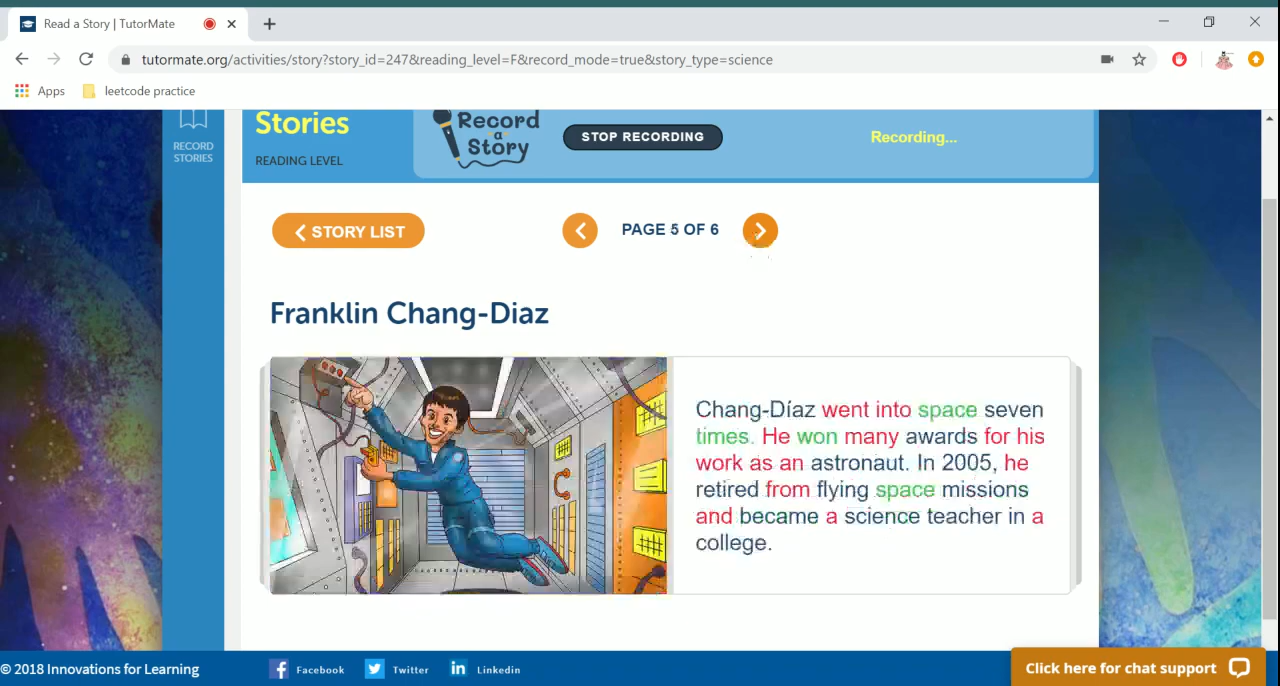 Read a Story | TutorMate
tutormate.org/activities/story?story_id=247&reading_level=F&record_mode=true&story_type=science
Apps
leetcode practice
RECORD
STORIES
Stories
READING LEVEL
Record
a
Story
STOP RECORDING
Recording...
STORY LIST
PAGE 5 OF 6
Franklin Chang-Diaz
Chang-Díaz went into space seven
times. He won many awards for his
work as an astronaut. In 2005, he
retired from flying space missions
and became a science teacher in a
college.
© 2018 Innovations for Learning
Facebook
Twitter
Linkedin
Click here for chat support